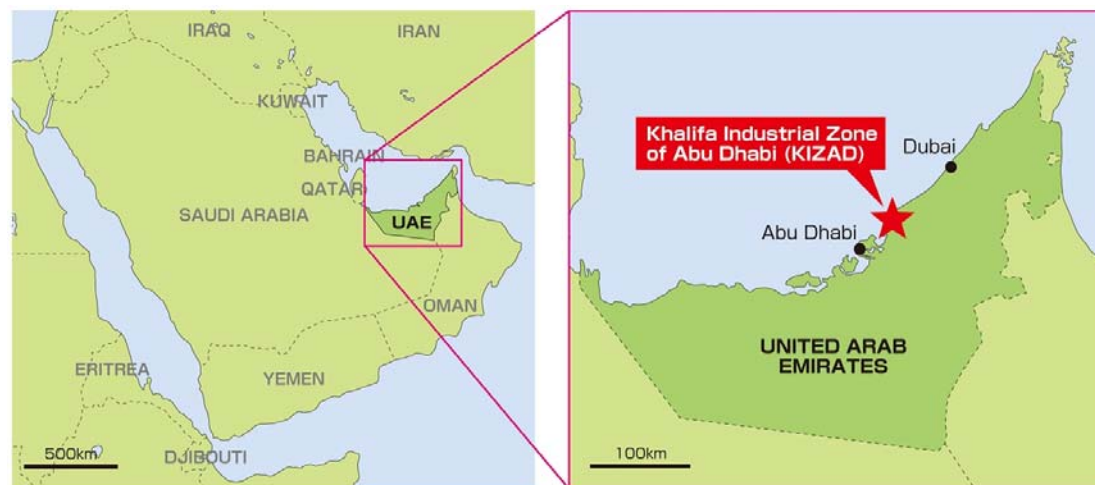 IRAQ
IRAN
KUWAIT
BAHRAIN
QATAR
SAUDI ARABIA
UAE
OMAN
ERITREA
YEMEN
DJIBOUTI
500km
Khalifa Industrial Zone
of Abu Dhabi (KIZAD)
Dubai
Abu Dhabi
UNITED ARAB
EMIRATES
100km